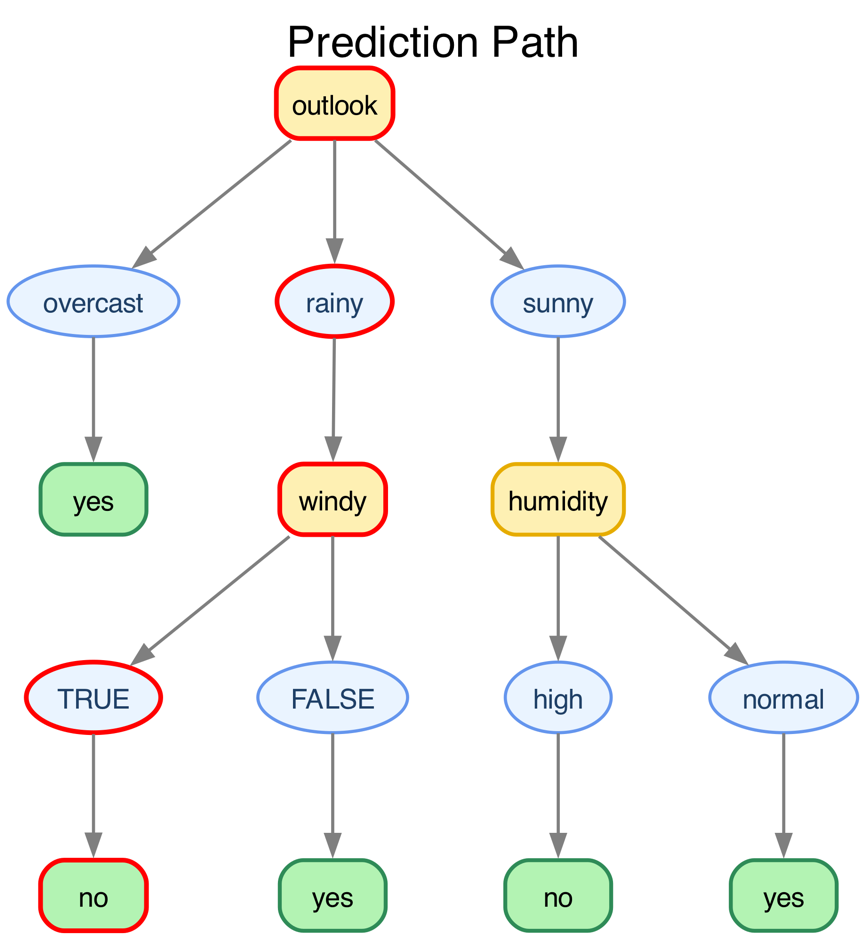 Prediction Path
outlook
overcast
rainy
sunny
yes
windy
humidity
TRUE
FALSE
high
normal
no
yes
no
yes